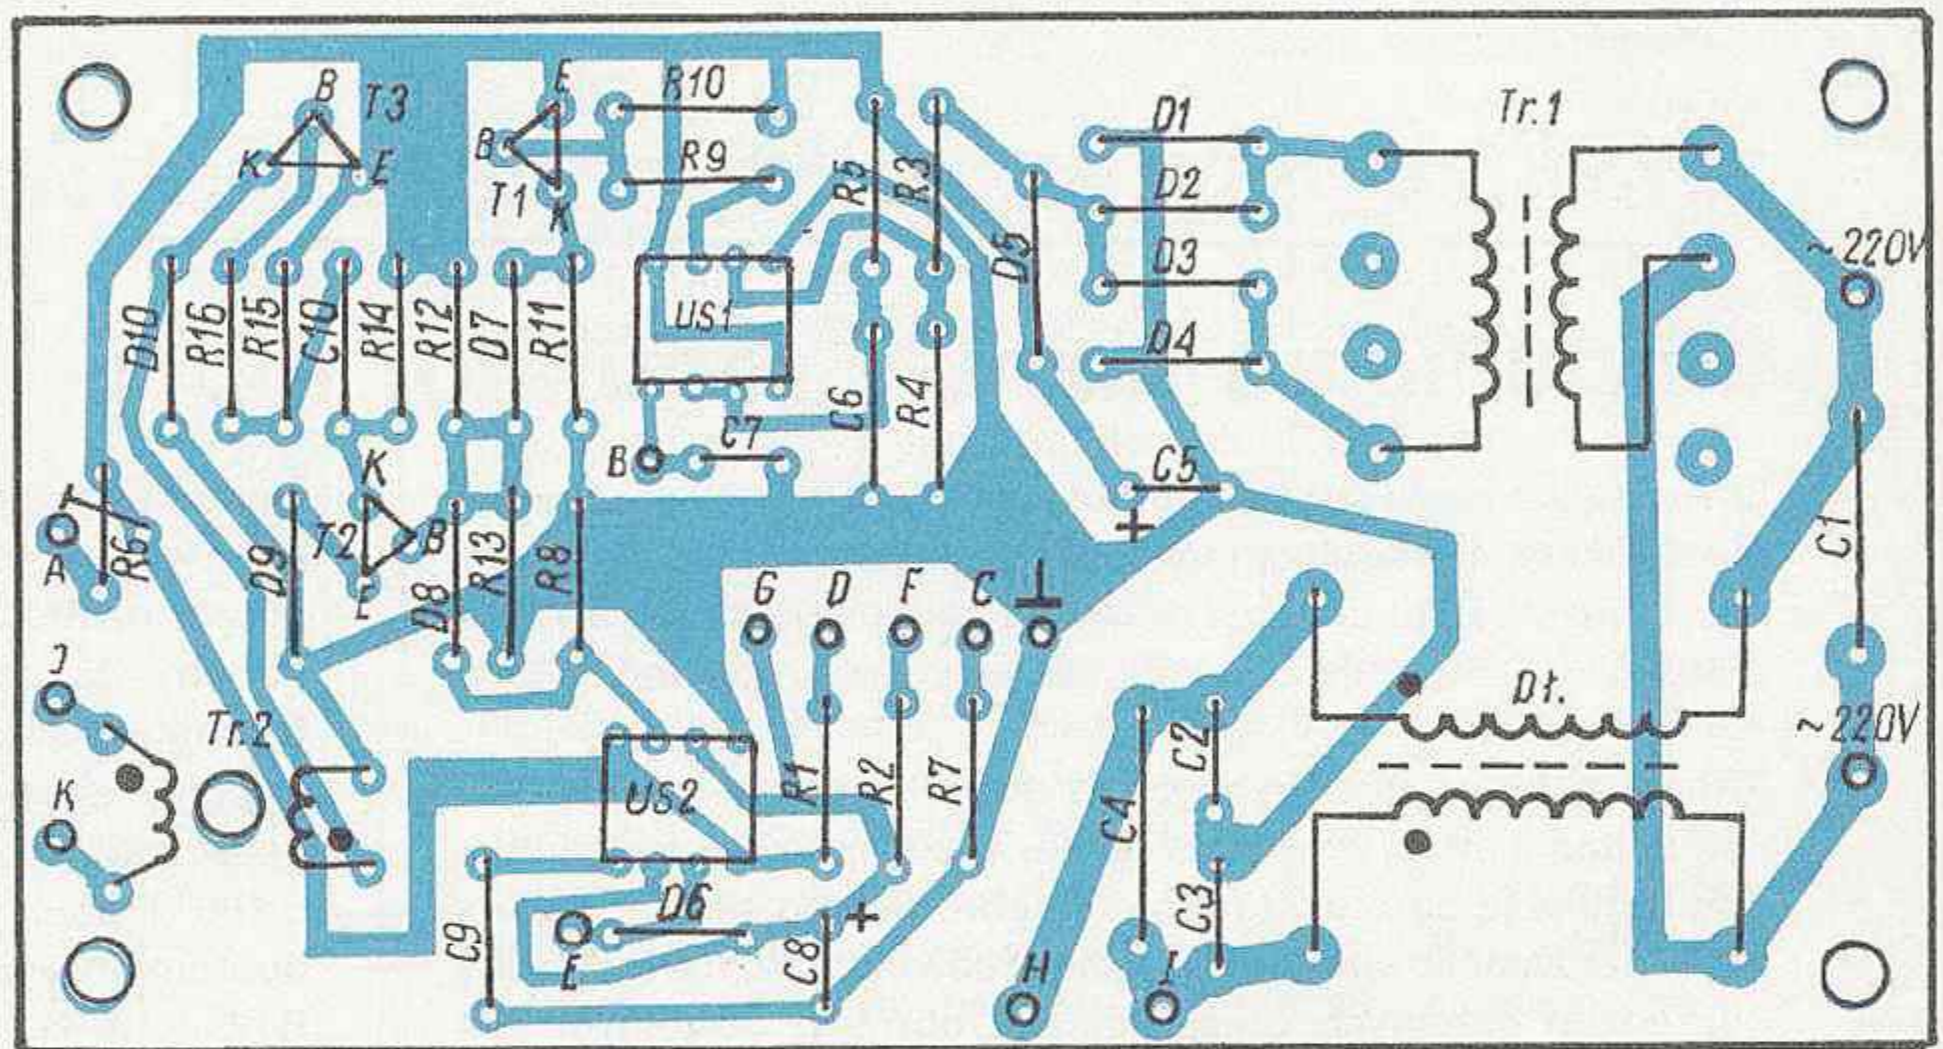 B
T3
K
E
E
R10
B
R9
T1
K
R5
R3
D1
D2
D3
D4
Tr.1
~220V
D5
D10
R16
R15
C10
R14
R12
D7
R11
US1
C6
R4
B
C7
C5
+
C1
A
R6
D9
K
T2
B
E
D8
R13
R8
G
D
F
C
⊥
J
K
Tr.2
US2
R1
R2
R7
C4
C2
C3
Dł.
~220V
C9
E
D6
C8
+
H
I